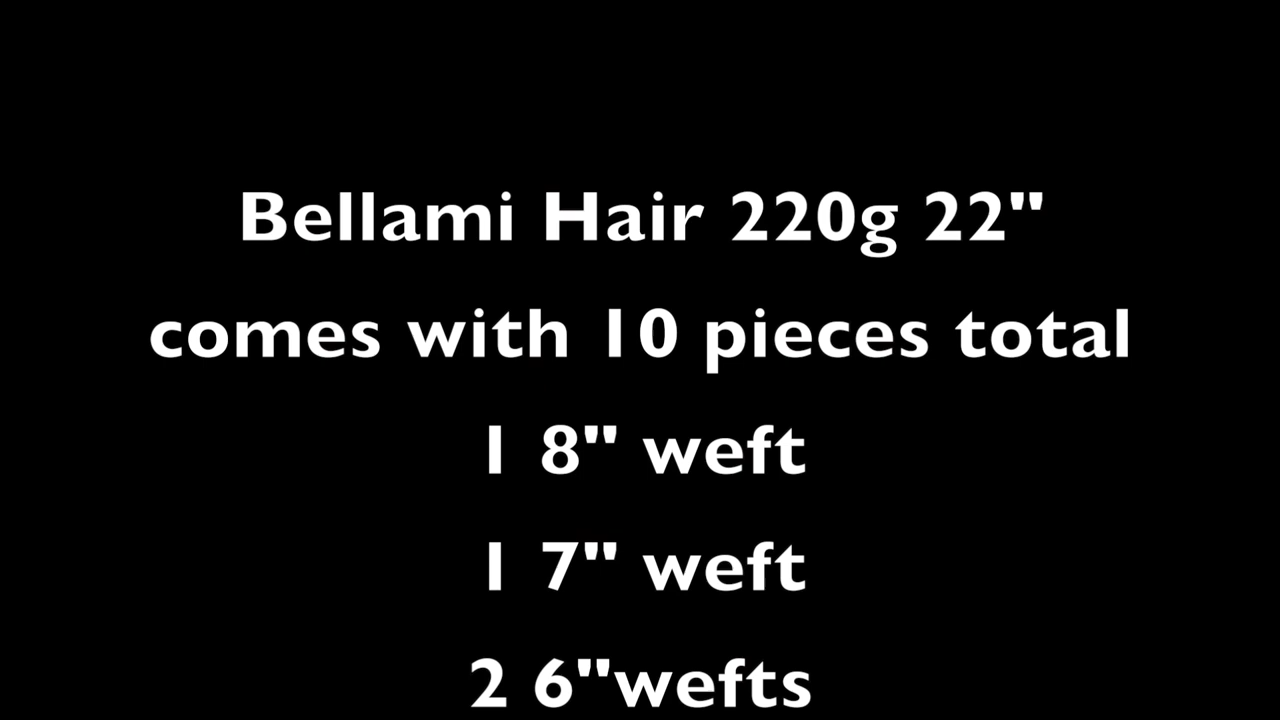 Bellami Hair 220g 22"
comes with 10 pieces total
1 8" weft
1 7" weft
2 6"wefts